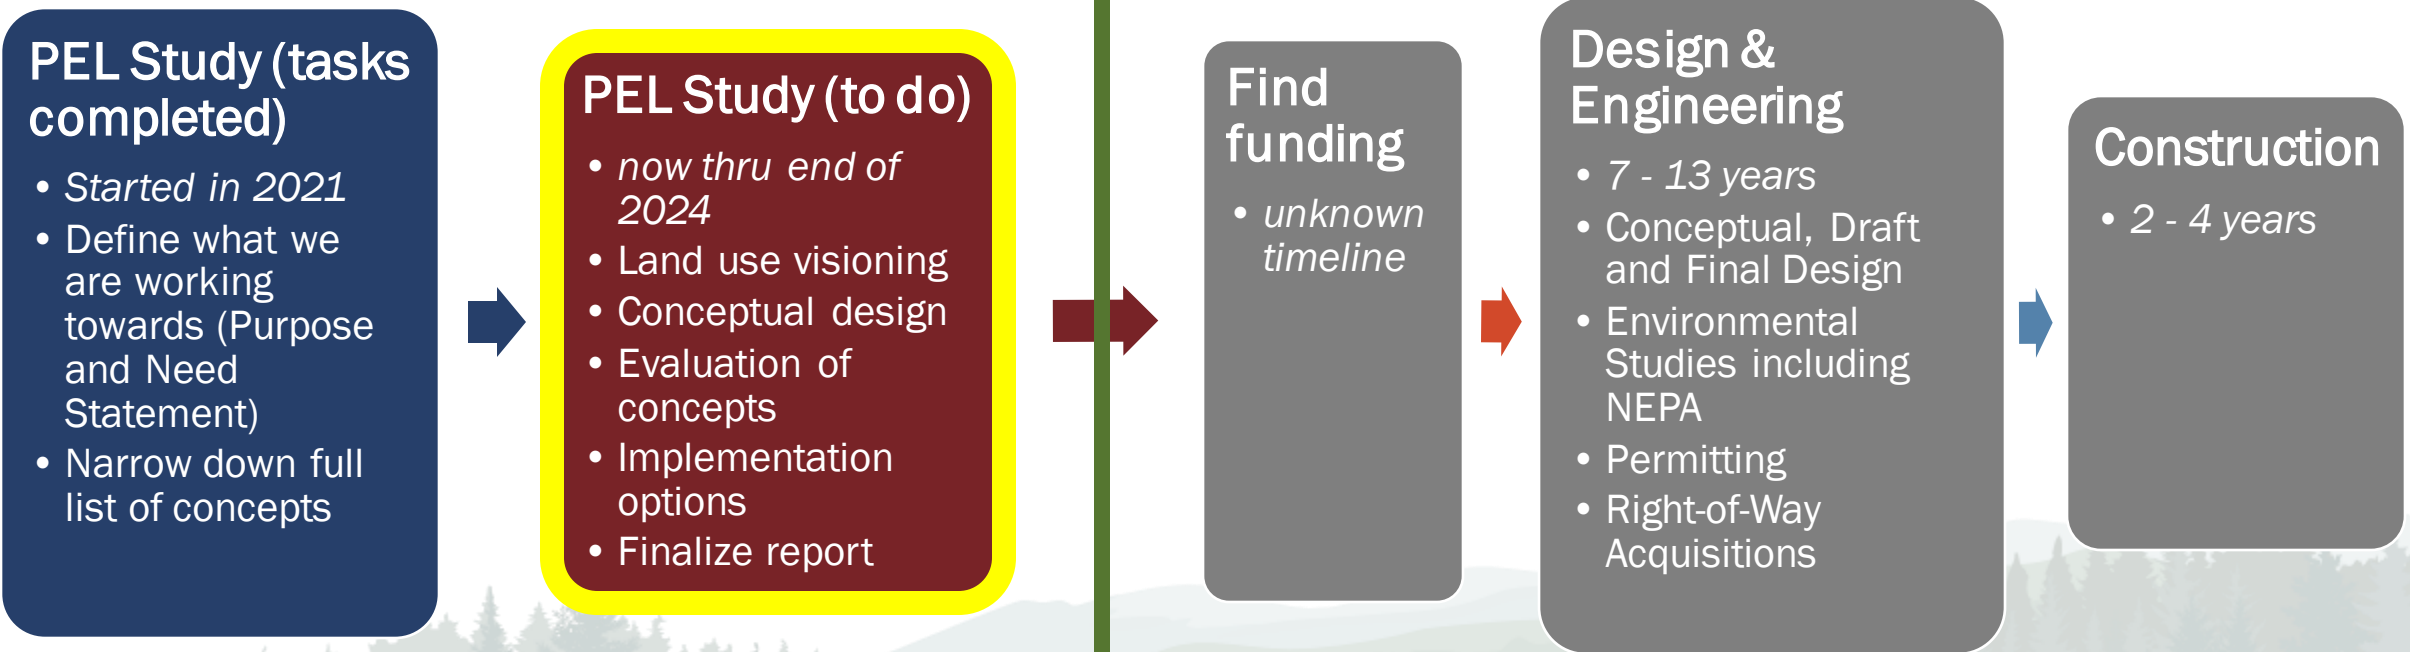 PEL Study (tasks
completed)
• Started in 2021
• Define what we
are working
towards (Purpose
and Need
Statement)
• Narrow down full
list of concepts
PEL Study (to do)
• now thru end of
2024
• Land use visioning
• Conceptual design
• Evaluation of
concepts
• Implementation
options
• Finalize report
Find
funding
• unknown
timeline
Design &
Engineering
• 7 - 13 years
• Conceptual, Draft
and Final Design
• Environmental
Studies including
NEPA
• Permitting
• Right-of-Way
Acquisitions
Construction
• 2 - 4 years